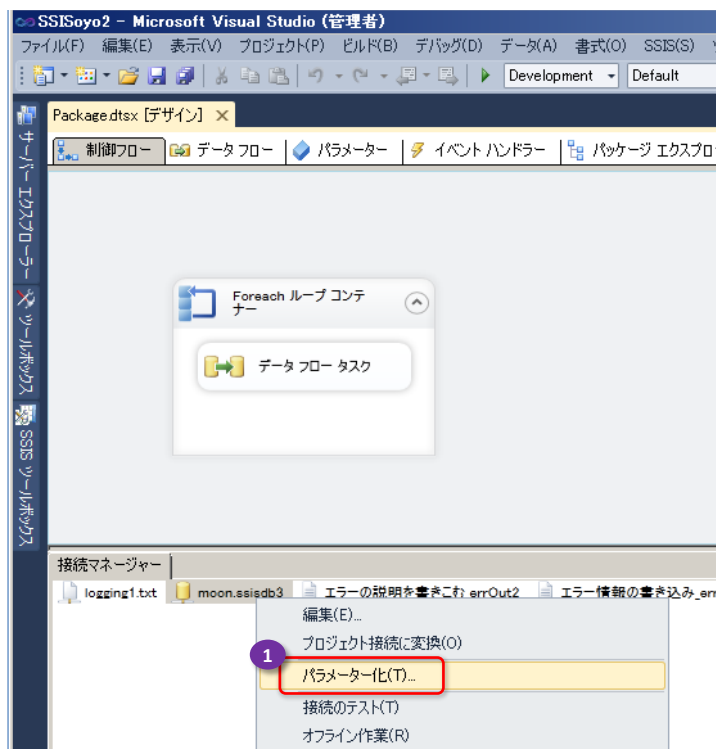 SSISoyo2 - Microsoft Visual Studio (管理者)
ファイル(F) 編集(E) 表示(V) プロジェクト(P) ビルド(B) デバッグ(D) データ(A) 書式(O) SSIS(S)
Development Default
Package.dtsx [デザイン]
制御フロー データ フロー パラメーター イベント ハンドラー パッケージ エクスプロ
サーバー エクスプローラー
ツールボックス
SSIS ツールボックス
Foreach ループ コンテ
ナー
データ フロー タスク
接続マネージャー
logging1.txt moon.ssisdb3 エラーの説明を書きこむ errOut2 エラー情報の書き込み_err
編集(E)...
プロジェクト接続に変換(O)
1
パラメーター化(T)...
接続のテスト(T)
オフライン作業(R)